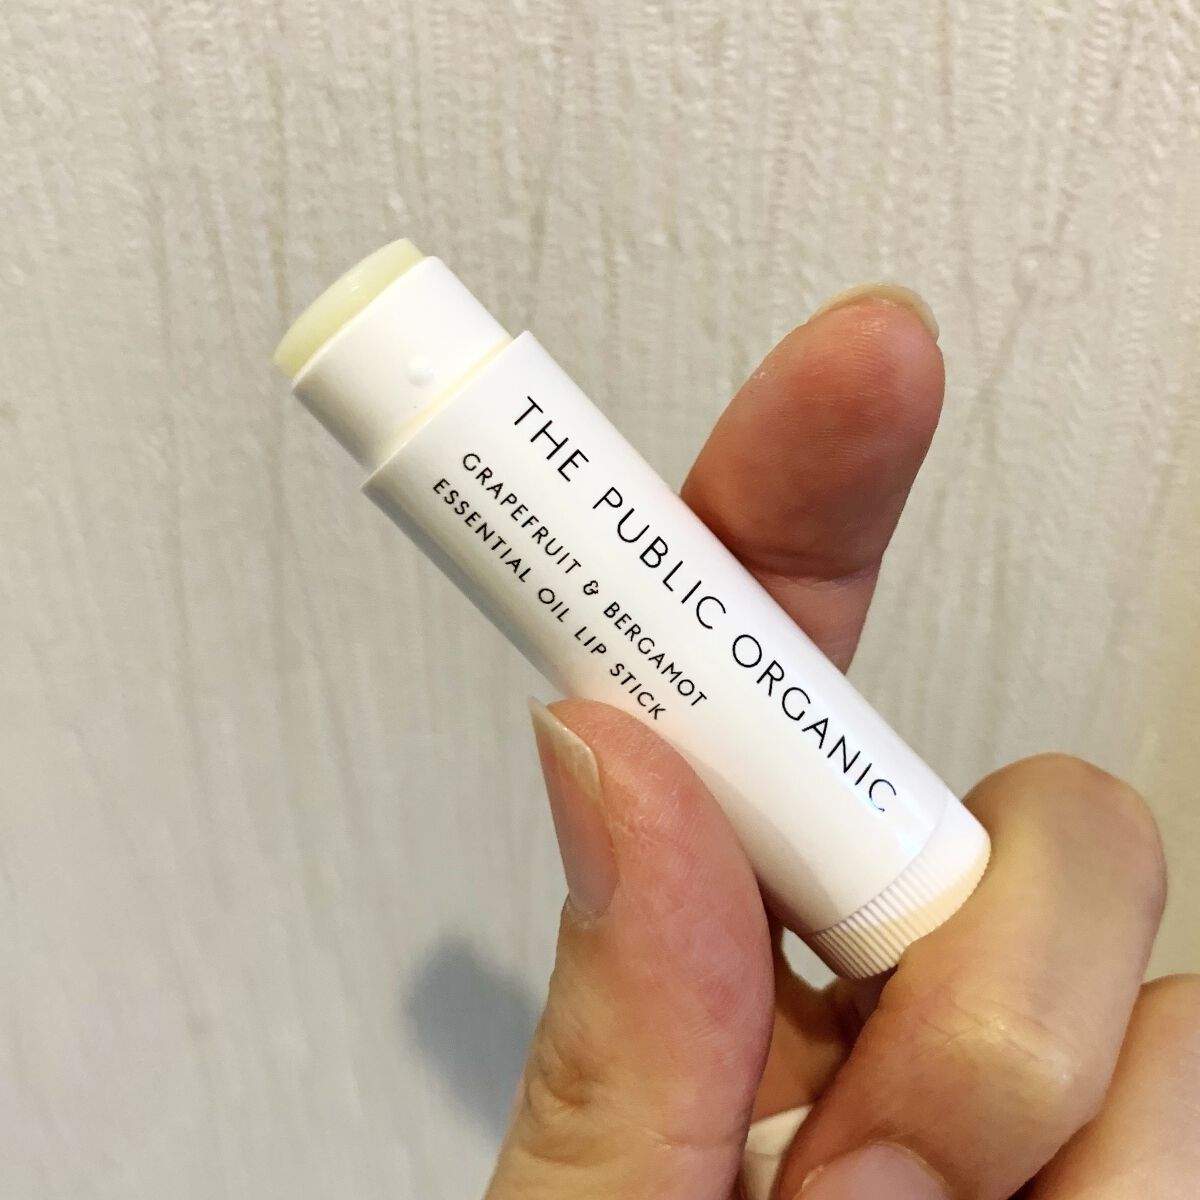 THE PUBLIC ORGANIC
GRAPEFRUIT & BERGAMOT
ESSENTIAL OIL LIP STICK